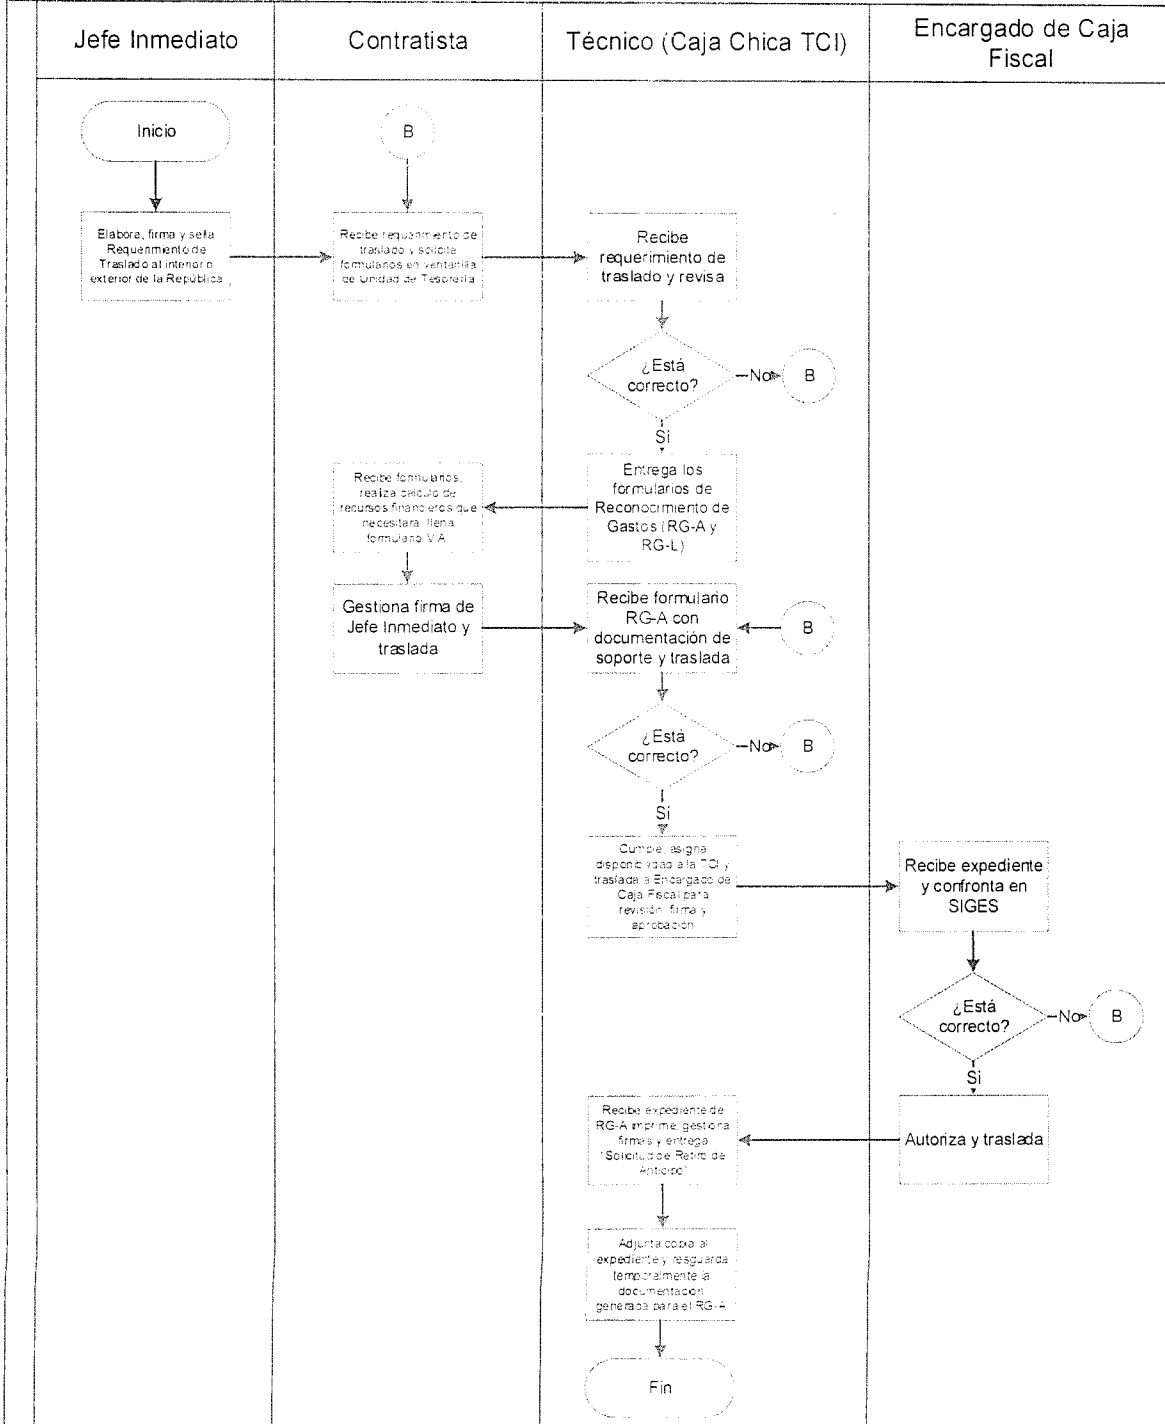 Jefe Inmediato
Contratista
Técnico (Caja Chica TCI)
Encargado de Caja
Fiscal
Inicio
B
Elabora, firma y sella
Requerimiento de
Traslado al interior o
exterior de la República
Recibe requerimiento de
traslado y solicita
formularios en ventanilla
de Unidad de Tesorería
Recibe
requerimiento de
traslado y revisa
¿Está
correcto?
No
B
Sí
Entrega los
formularios de
Reconocimiento de
Gastos (RG-A y
RG-L)
Recibe formularios,
realiza cálculo de
recursos financieros que
necesitará, llena
formulario V A
Gestiona firma de
Jefe Inmediato y
traslada
Recibe formulario
RG-A con
documentación de
soporte y traslada
B
¿Está
correcto?
No
B
Sí
Cumple, asigna
disponibilidad a la TCI y
traslada a Encargado de
Caja Fiscal para
revisión, firma y
aprobación
Recibe expediente
y confronta en
SIGES
¿Está
correcto?
No
B
Si
Autoriza y traslada
Recibe expediente de
RG-A imprime, gestiona
firmas y entrega
"Solicitud de Retiro de
Anticipo"
Adjunta copia al
expediente y resguarda
temporalmente la
documentación
generada para el RG-A
Fin